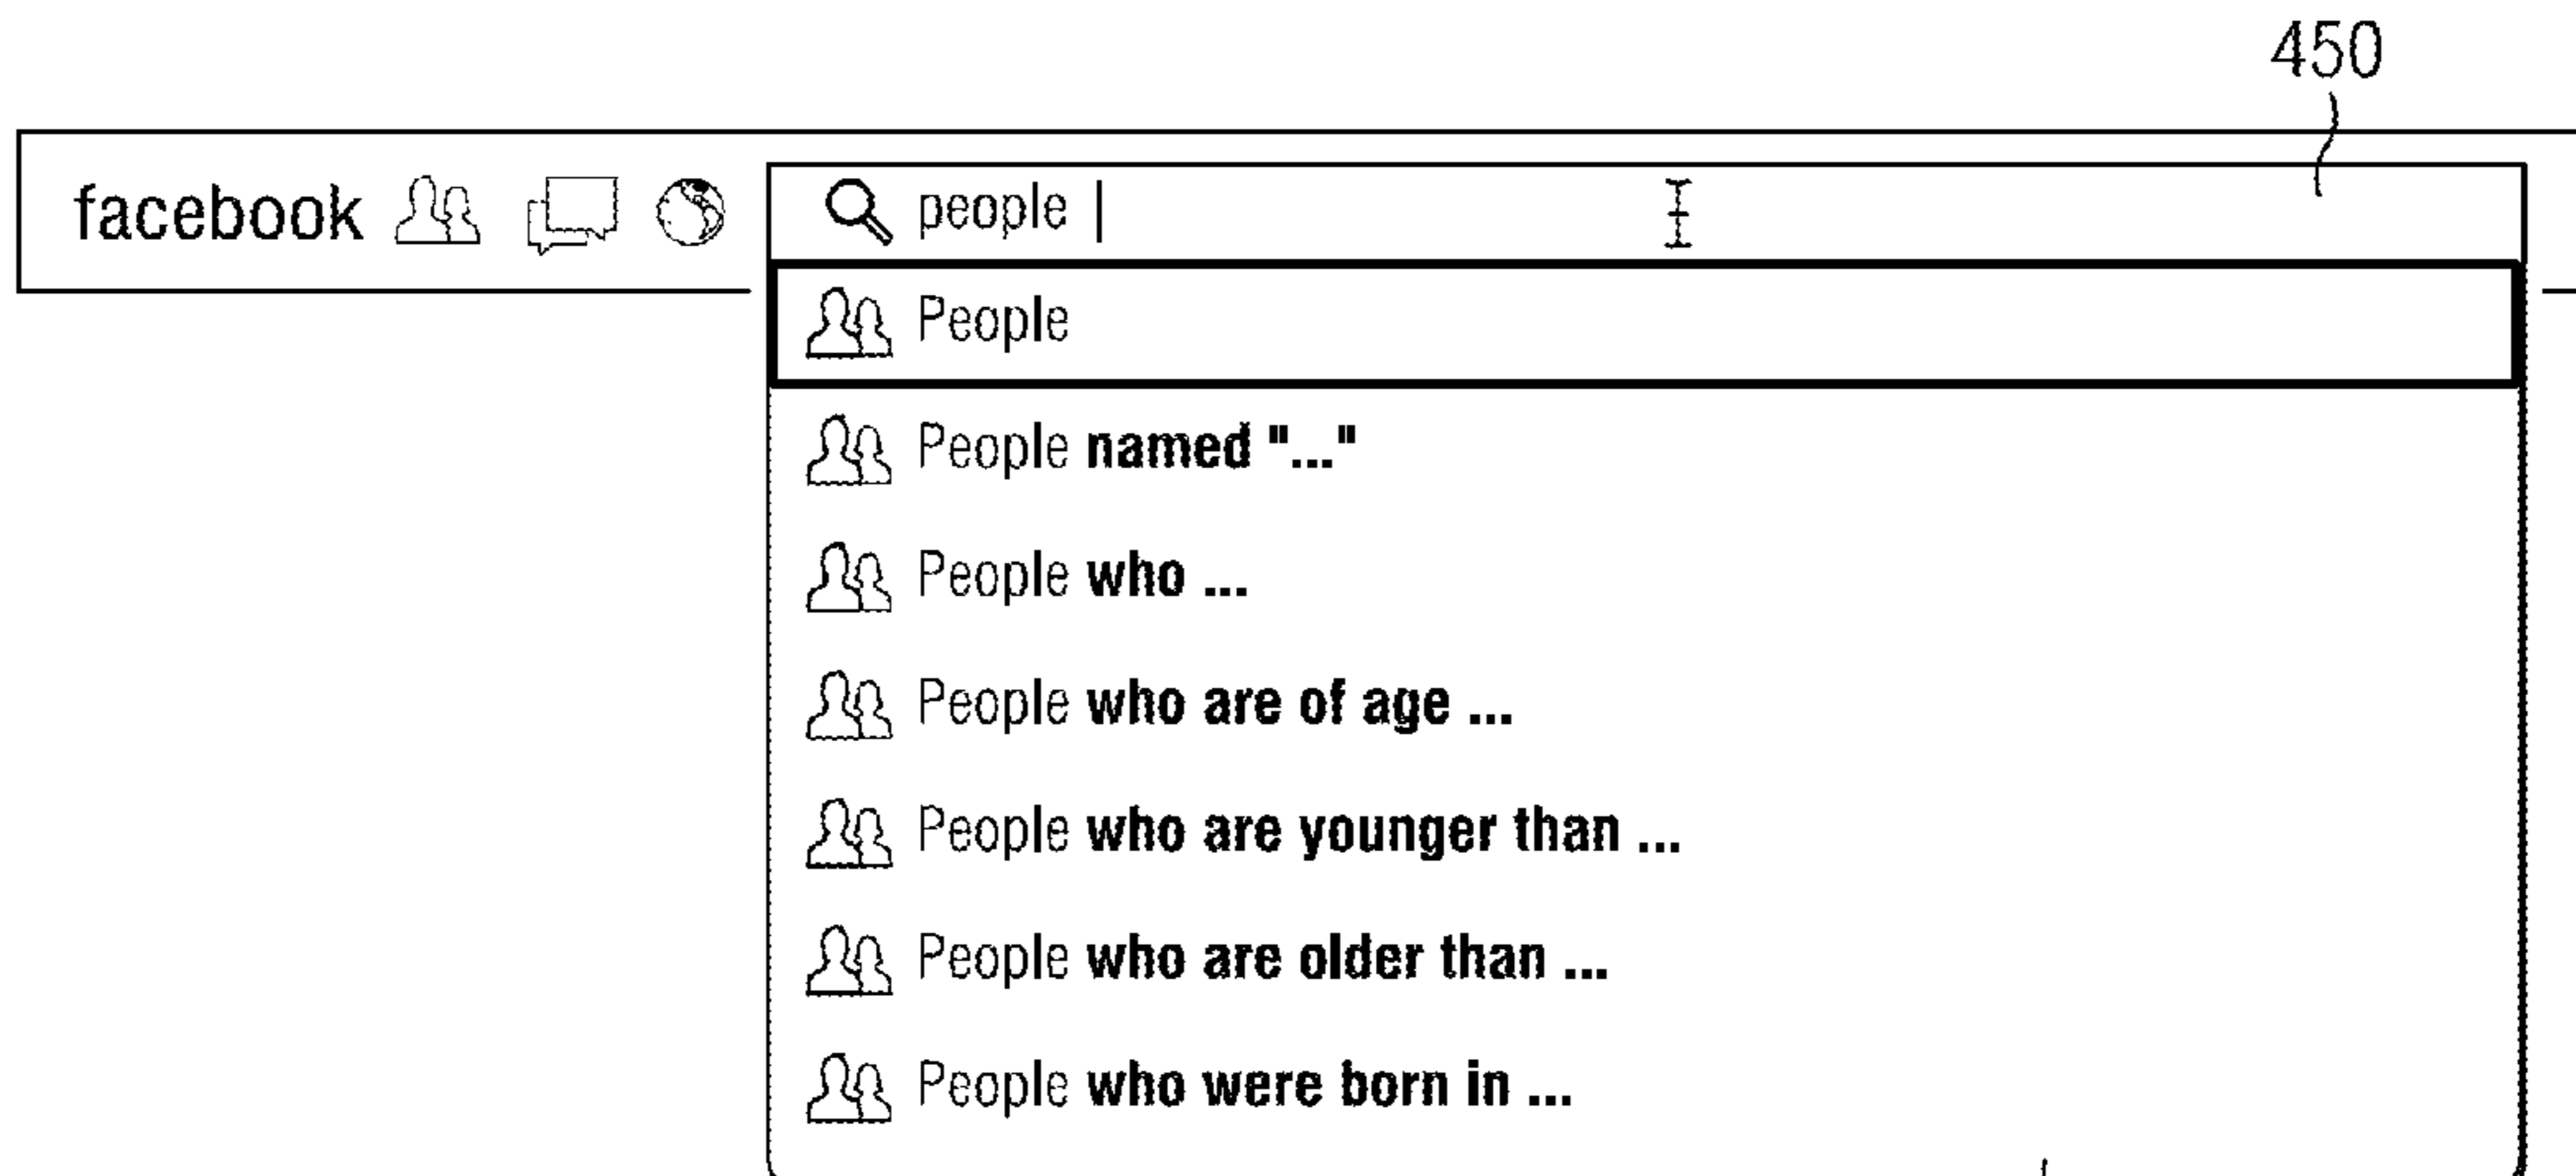 450
facebook people
People
People named "..."
People who ...
People who are of age ...
People who are younger than ...
People who are older than ...
People who were born in ...